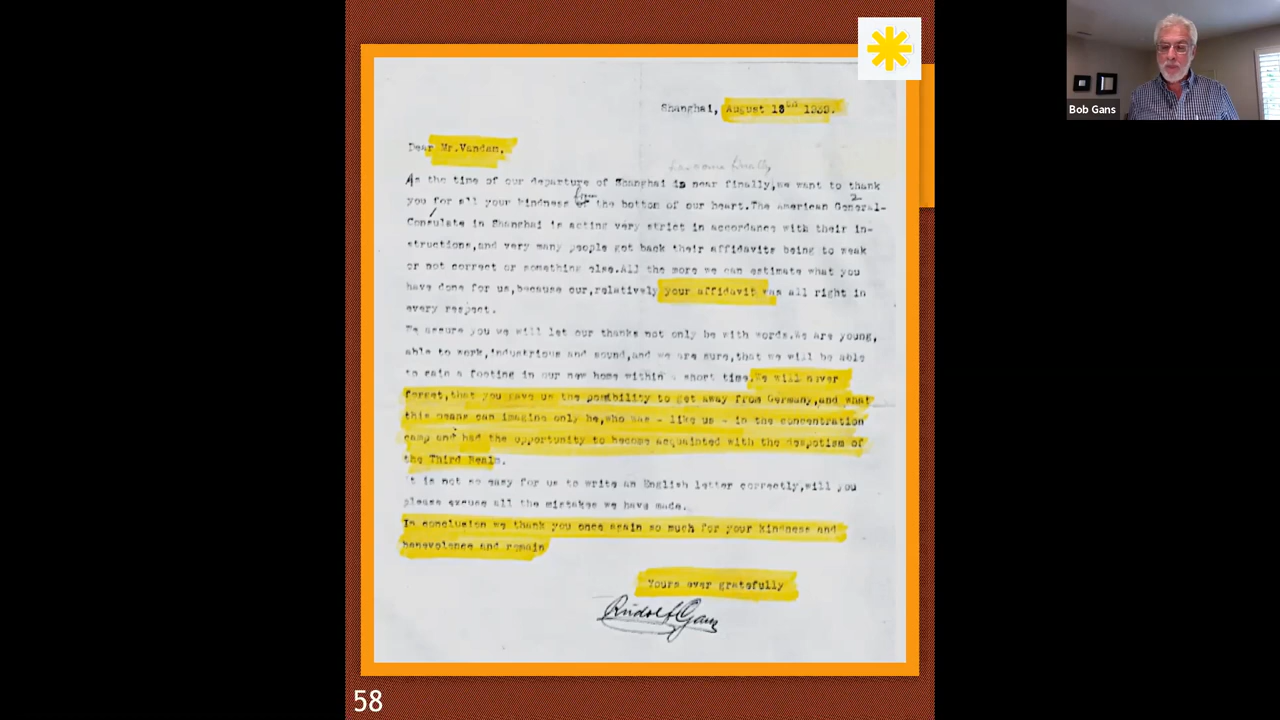 Shanghai, August 18th 1939.
Dear Mr.Vandam,
As the time of our departure of Shanghai is near finally,we want to thank
you for all your kindness from the bottom of our heart.The American General-
Consulate in Shanghai is acting very strict in accordance with their in-
structions,and very many people got back their affidavits being to weak
or not correct or something else.All the more we can estimate what you
have done for us,because our,relatively your affidavit was all right in
every respect.
We assure you we will let our thanks not only be with words.We are young,
able to work,industrious and sound,and we are sure,that we will be able
to gain a footing in our new home within a short time.We will never
forget,that you gave us the possibility to get away from Germany,and what
this means can imagine only he,who was - like us - in the concentration
camp and had the opportunity to become acquainted with the despotism of
the Third Realm.
It is not so easy for us to write an English letter correctly,will you
please excuse all the mistakes we have made.
In conclusion we thank you once again so much for your kindness and
benevolence and remain
Yours ever gratefully
Rudolf Gans
58
Bob Gans